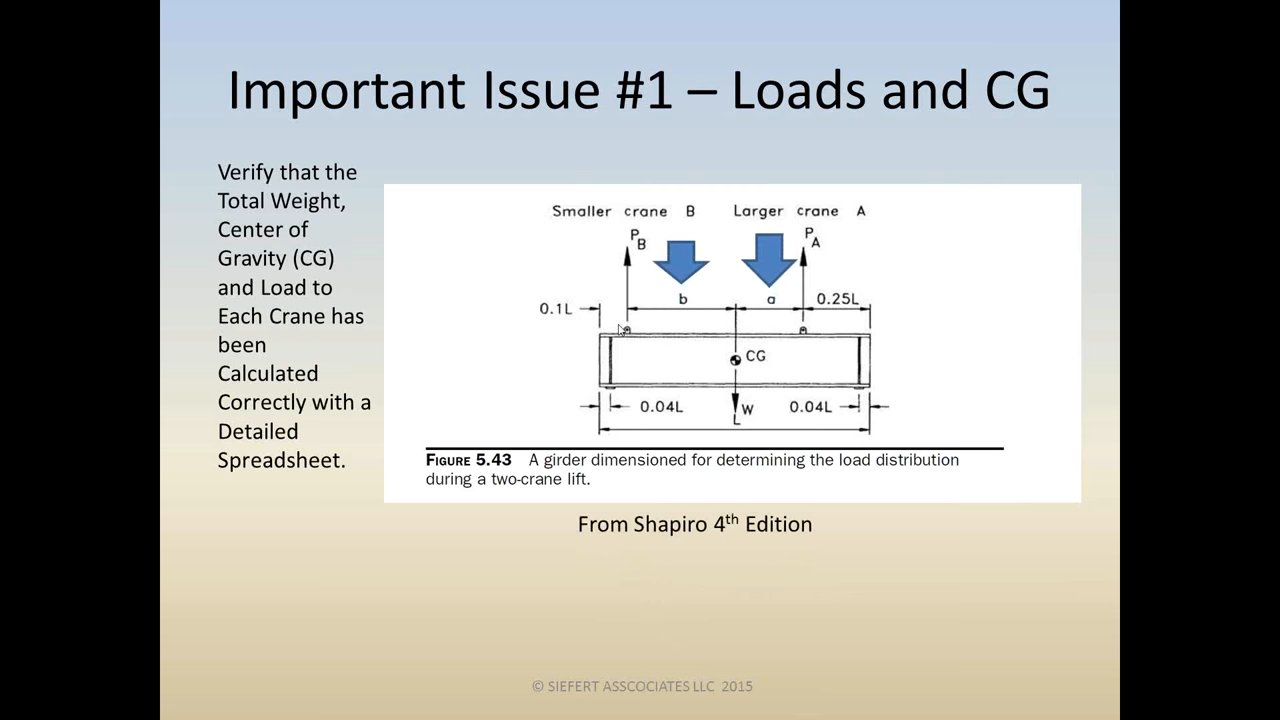 Important Issue #1 – Loads and CG
Verify that the
Total Weight,
Center of
Gravity (CG)
and Load to
Each Crane has
been
Calculated
Correctly with a
Detailed
Spreadsheet.
Smaller crane B
Larger crane A
PB
PA
0.1L
b
a
0.25L
CG
0.04L
W
0.04L
L
FIGURE 5.43 A girder dimensioned for determining the load distribution
during a two-crane lift.
From Shapiro 4th Edition
© SIEFERT ASSCOCIATES LLC 2015